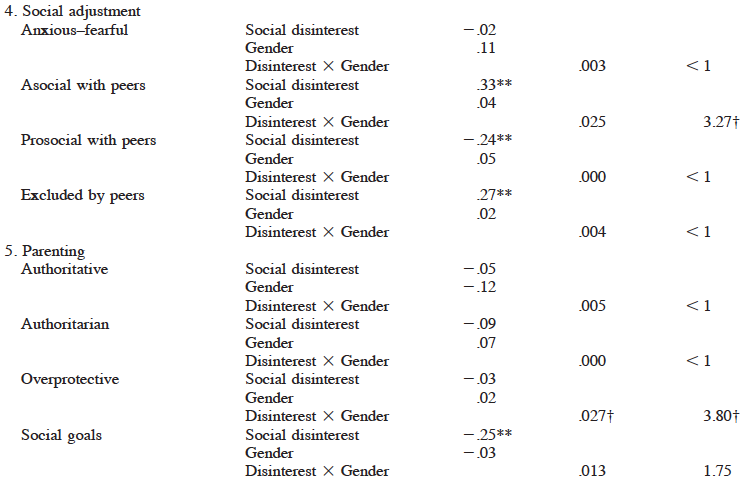 4. Social adjustment
Anxious–fearful Social disinterest −.02
Gender .11
Disinterest × Gender .003 <1
Asocial with peers Social disinterest .33**
Gender .04
Disinterest × Gender .025 3.27†
Prosocial with peers Social disinterest −.24**
Gender .05
Disinterest × Gender .000 <1
Excluded by peers Social disinterest .27**
Gender .02
Disinterest × Gender .004 <1
5. Parenting
Authoritative Social disinterest −.05
Gender −.12
Disinterest × Gender .005 <1
Authoritarian Social disinterest −.09
Gender .07
Disinterest × Gender .000 <1
Overprotective Social disinterest −.03
Gender .02
Disinterest × Gender .027† 3.80†
Social goals Social disinterest −.25**
Gender −.03
Disinterest × Gender .013 1.75